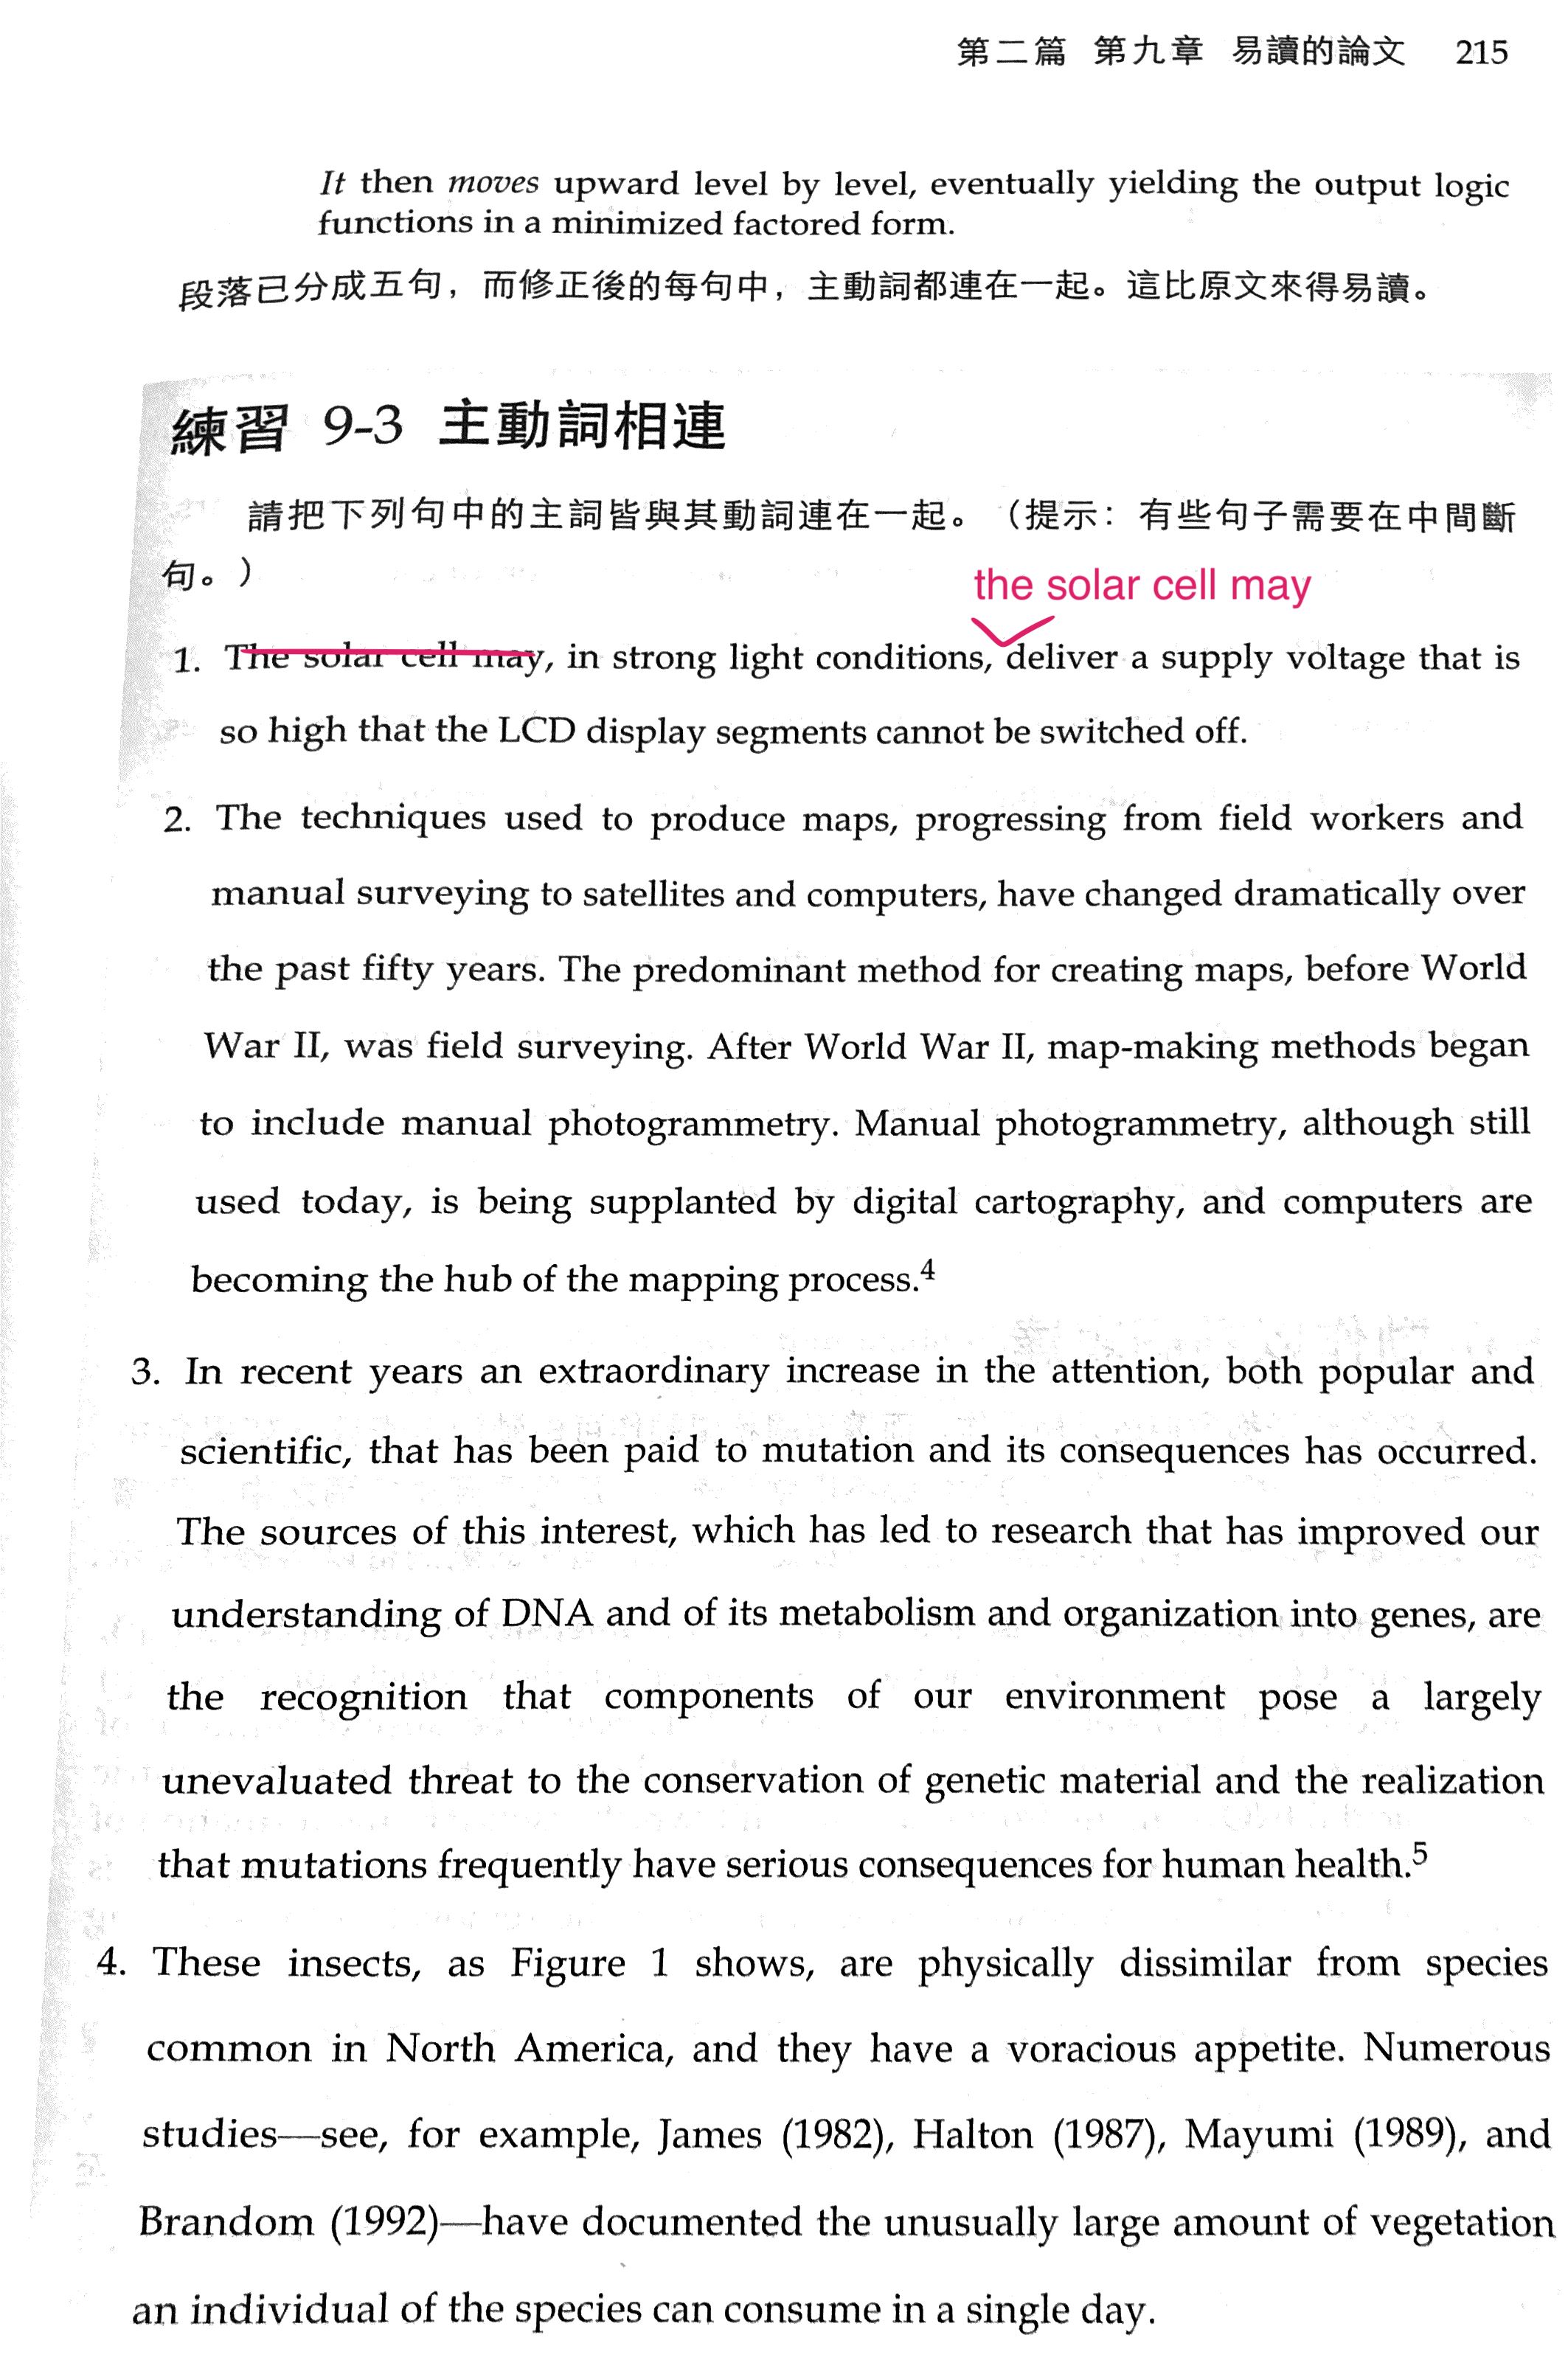 第二篇 第九章 易讀的論文 215
It then moves upward level by level, eventually yielding the output logic
functions in a minimized factored form.
段落已分成五句，而修正後的每句中，主動詞都連在一起。這比原文來得易讀。
練習 9-3 主動詞相連
請把下列句中的主詞皆與其動詞連在一起。（提示：有些句子需要在中間斷
句。）
the solar cell may
1. The solar cell may, in strong light conditions, deliver a supply voltage that is
so high that the LCD display segments cannot be switched off.
2. The techniques used to produce maps, progressing from field workers and
manual surveying to satellites and computers, have changed dramatically over
the past fifty years. The predominant method for creating maps, before World
War II, was field surveying. After World War II, map-making methods began
to include manual photogrammetry. Manual photogrammetry, although still
used today, is being supplanted by digital cartography, and computers are
becoming the hub of the mapping process.4
3. In recent years an extraordinary increase in the attention, both popular and
scientific, that has been paid to mutation and its consequences has occurred.
The sources of this interest, which has led to research that has improved our
understanding of DNA and of its metabolism and organization into genes, are
the recognition that components of our environment pose a largely
unevaluated threat to the conservation of genetic material and the realization
that mutations frequently have serious consequences for human health.5
4. These insects, as Figure 1 shows, are physically dissimilar from species
common in North America, and they have a voracious appetite. Numerous
studies—see, for example, James (1982), Halton (1987), Mayumi (1989), and
Brandom (1992)—have documented the unusually large amount of vegetation
an individual of the species can consume in a single day.